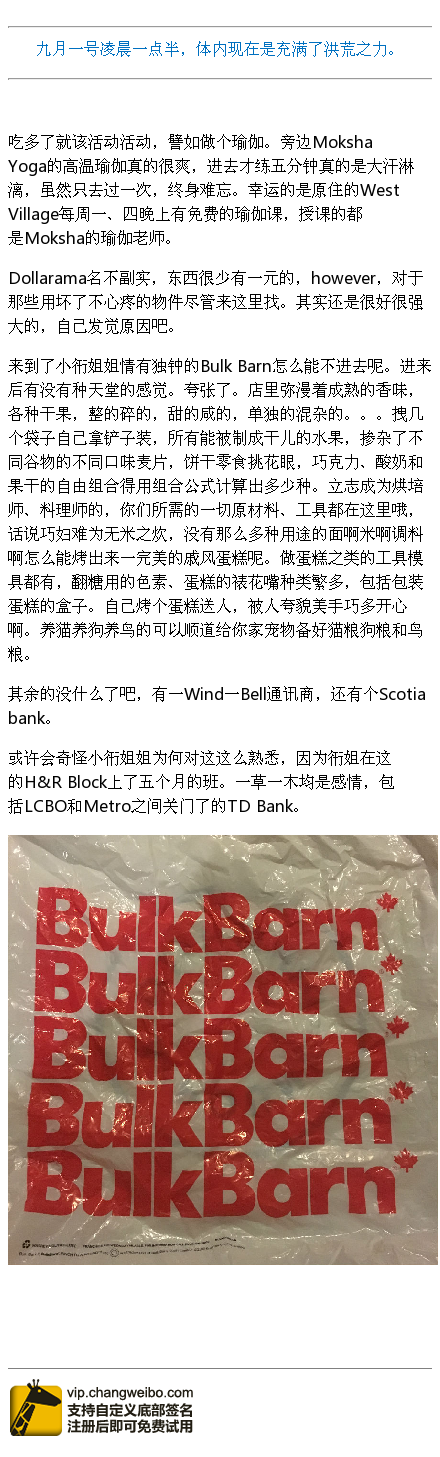 九月一号凌晨一点半，体内现在是充满了洪荒之力。
吃多了就该活动活动，譬如做个瑜伽。旁边Moksha
Yoga的高温瑜伽真的很爽，进去才练五分钟真的是大汗淋
漓，虽然只去过一次，终身难忘。幸运的是原住的West
Village每周一、四晚上有免费的瑜伽课，授课的都
是Moksha的瑜伽老师。
Dollarama名不副实，东西很少有一元的，however，对于
那些用坏了不心疼的物件尽管来这里找。其实还是很好很强
大的，自己发觉原因吧。
来到了小衔姐姐情有独钟的Bulk Barn怎么能不进去呢。进来
后有没有种天堂的感觉。夸张了。店里弥漫着成熟的香味，
各种干果，整的碎的，甜的咸的，单独的混杂的。。。拽几
个袋子自己拿铲子装，所有能被制成干儿的水果，掺杂了不
同谷物的不同口味麦片，饼干零食挑花眼，巧克力、酸奶和
果干的自由组合得用组合公式计算出多少种。立志成为烘培
师、料理师的，你们所需的一切原材料、工具都在这里哦，
话说巧妇难为无米之炊，没有那么多种用途的面啊米啊调料
啊怎么能烤出来一完美的戚风蛋糕呢。做蛋糕之类的工具模
具都有，翻糖用的色素、蛋糕的裱花嘴种类繁多，包括包装
蛋糕的盒子。自己烤个蛋糕送人，被人夸貌美手巧多开心
啊。养猫养狗养鸟的可以顺道给你家宠物备好猫粮狗粮和鸟
粮。
其余的没什么了吧，有一Wind一Bell通讯商，还有个Scotia
bank。
或许会奇怪小衔姐姐为何对这这么熟悉，因为衔姐在这
的H&R Block上了五个月的班。一草一木均是感情，包
括LCBO和Metro之间关门了的TD Bank。
BulkBarn
BulkBarn
BulkBarn
BulkBarn
BulkBarn
vip.changweibo.com
支持自定义底部签名
注册后即可免费试用